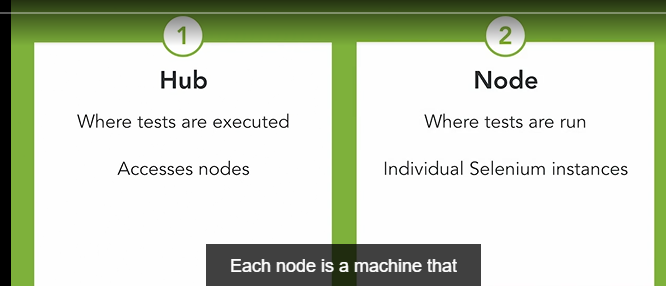 1
Hub
Where tests are executed
Accesses nodes
2
Node
Where tests are run
Individual Selenium instances
Each node is a machine that